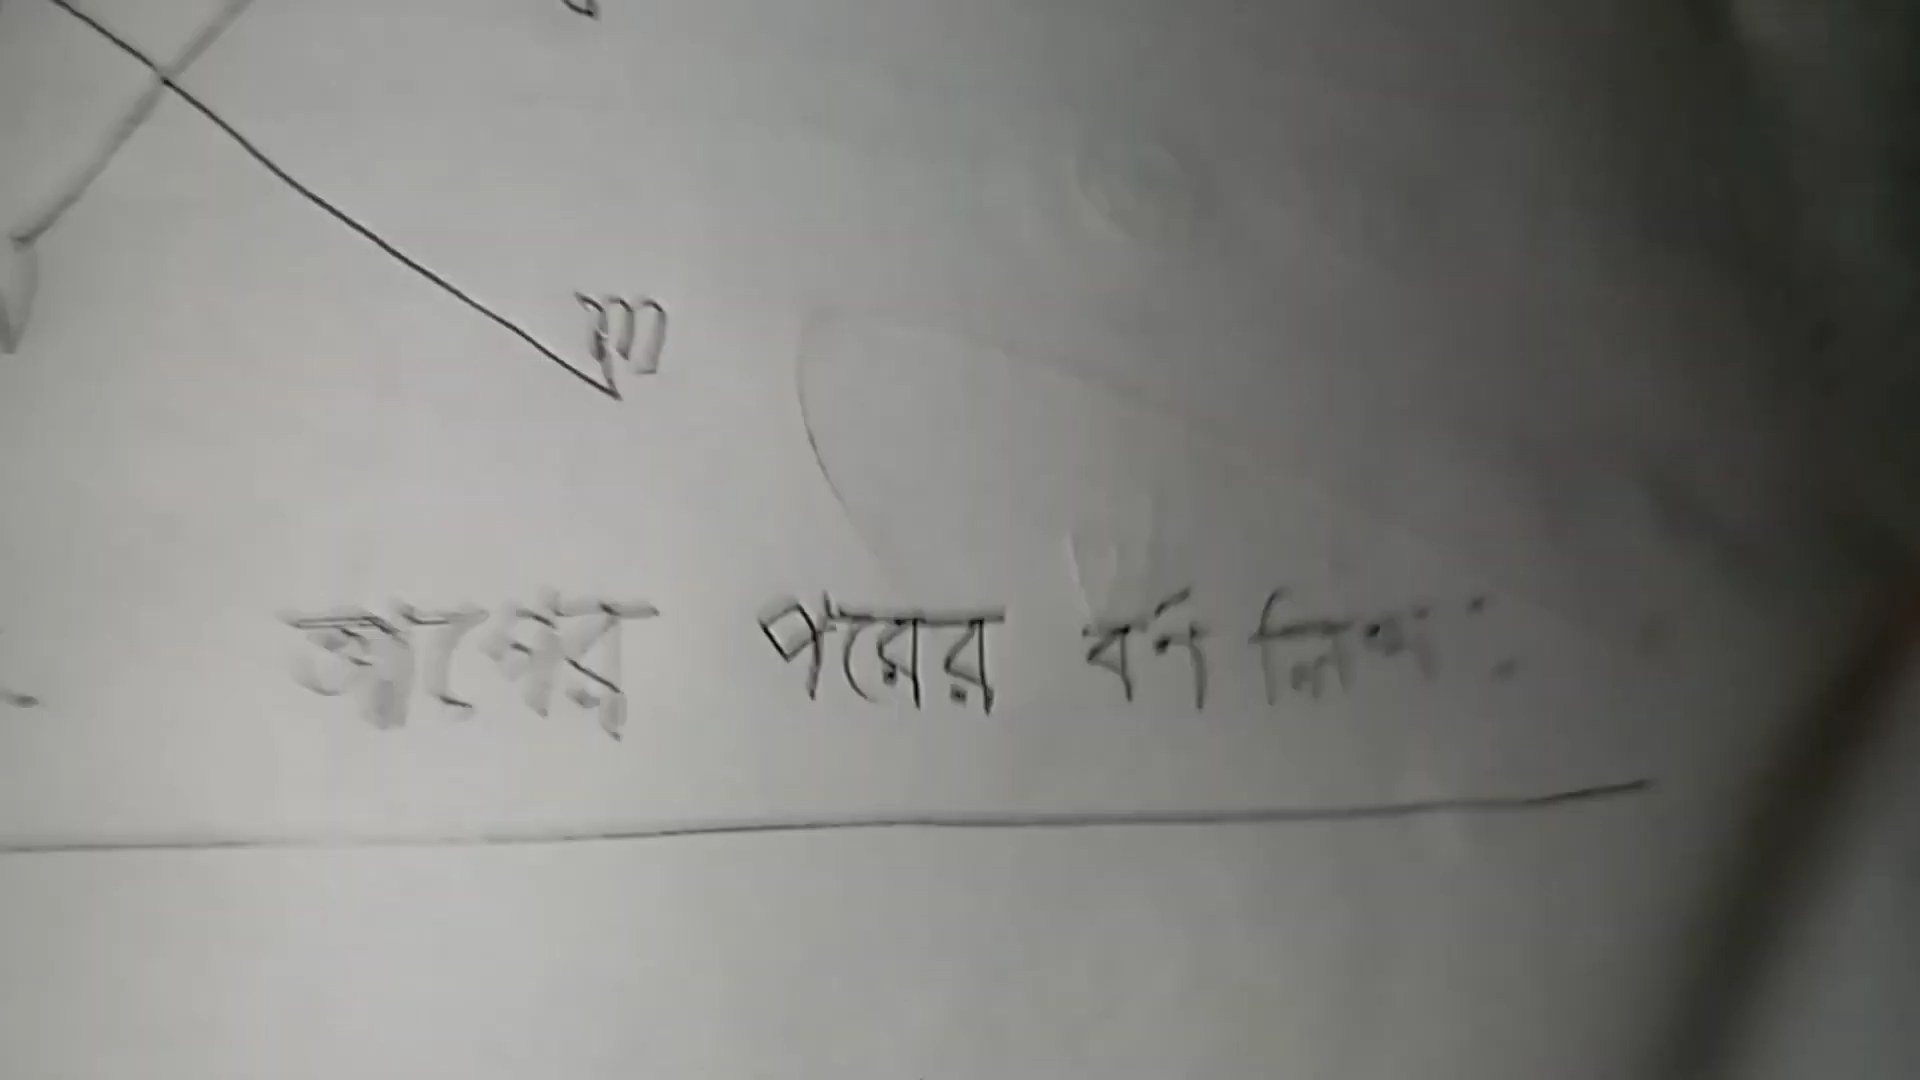 m
আগের পরের বর্ণ লিখ :